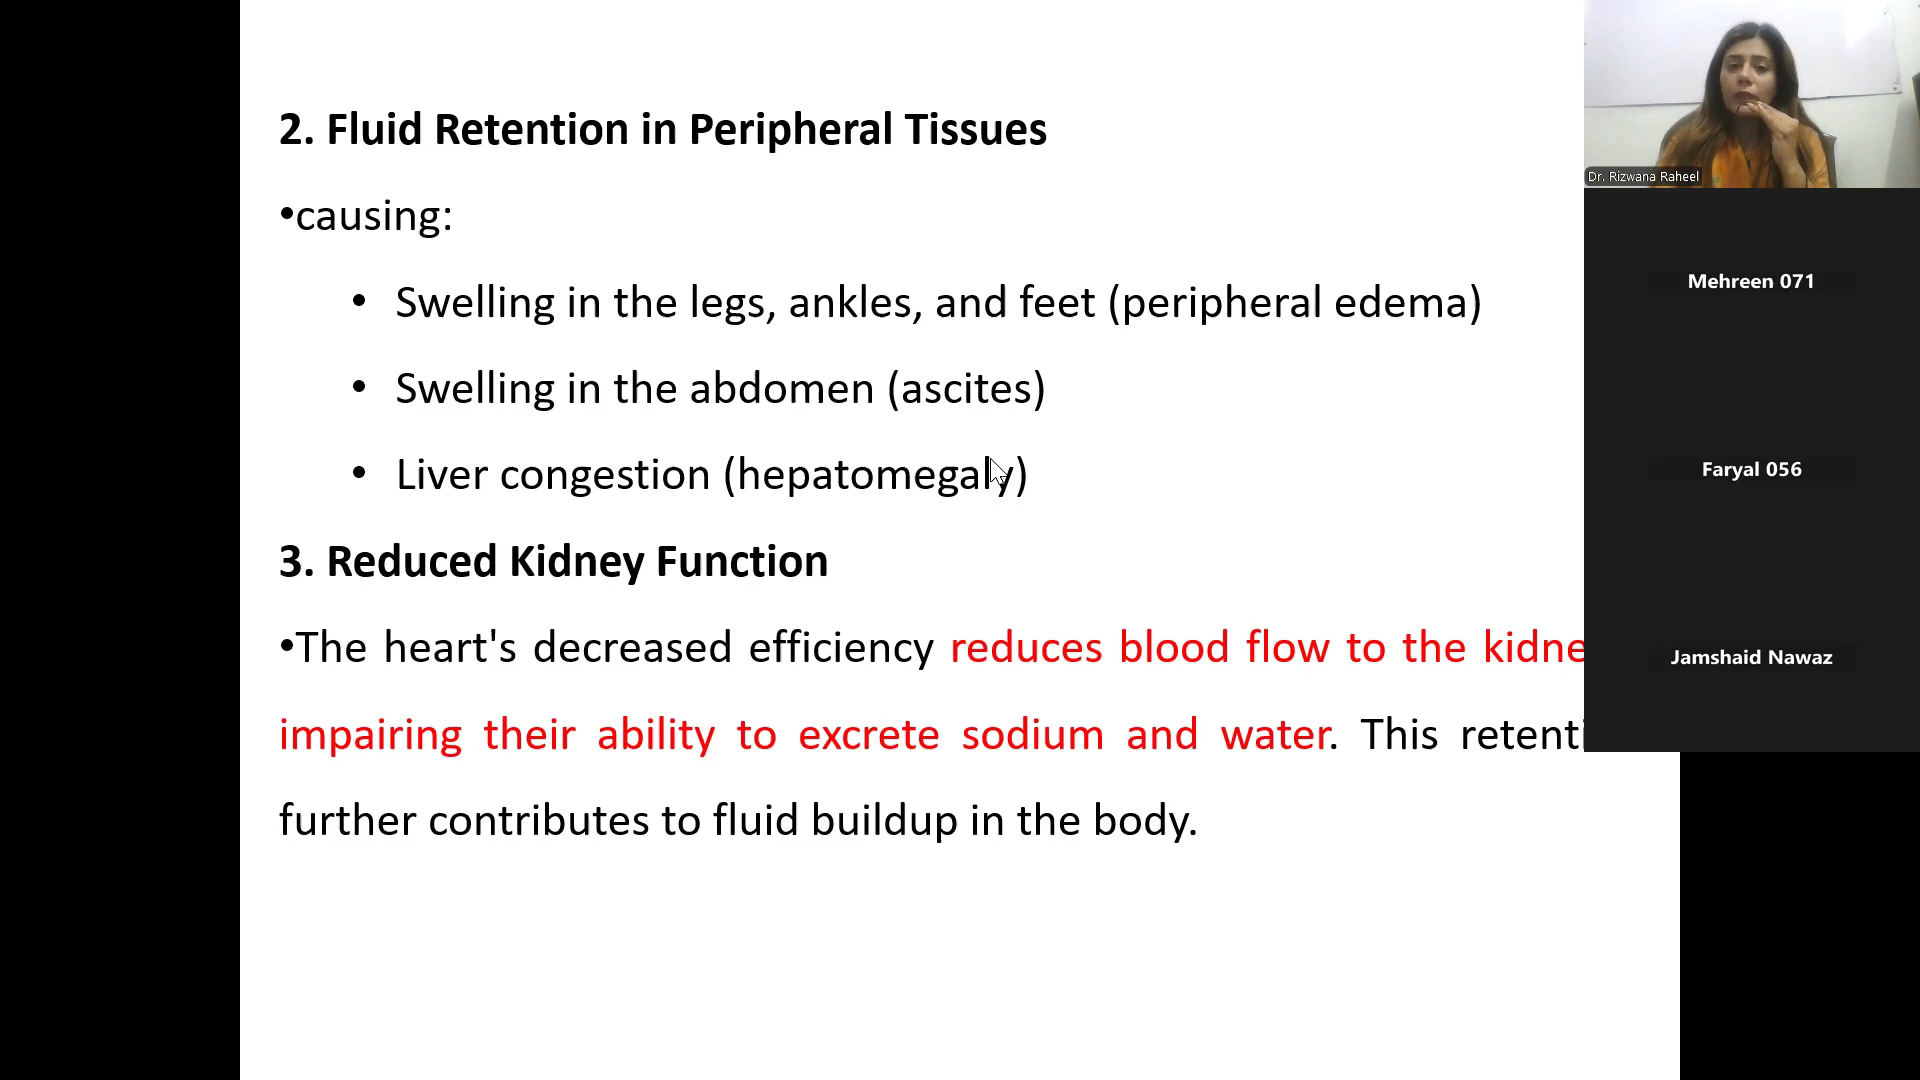 2. Fluid Retention in Peripheral Tissues
•causing:
• Swelling in the legs, ankles, and feet (peripheral edema)
• Swelling in the abdomen (ascites)
• Liver congestion (hepatomegaly)
3. Reduced Kidney Function
•The heart's decreased efficiency reduces blood flow to the kidne
impairing their ability to excrete sodium and water. This retenti
further contributes to fluid buildup in the body.
Dr. Rizwana Raheel
Mehreen 071
Faryal 056
Jamshaid Nawaz